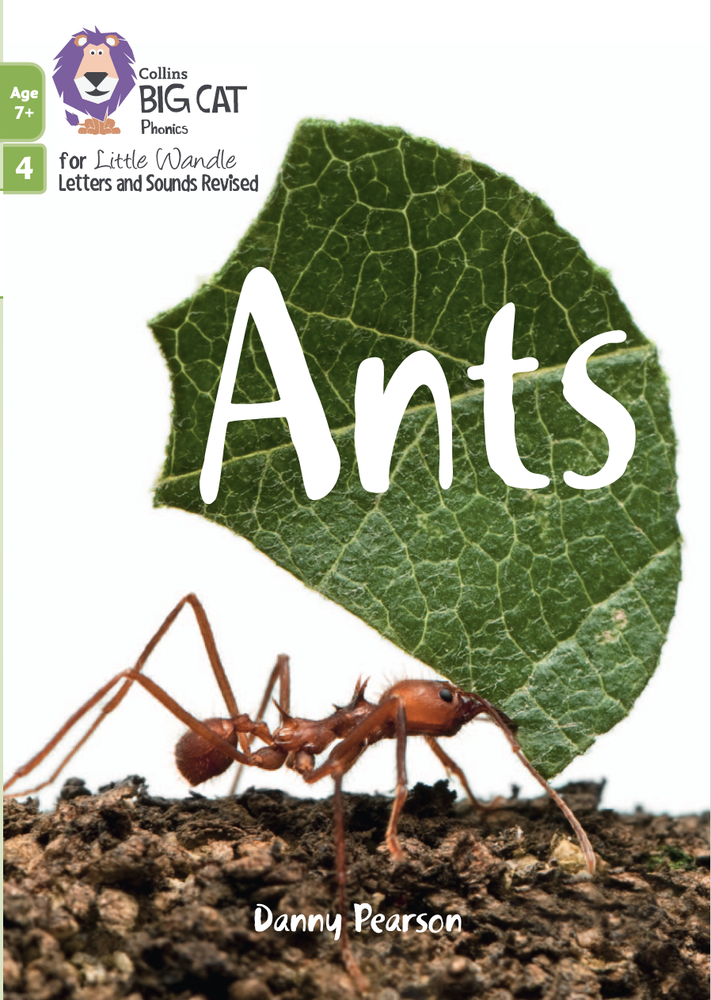 Age
7+
4
Collins
BIG CAT
Phonics
for Little Wandle
Letters and Sounds Revised
Ants
Danny Pearson